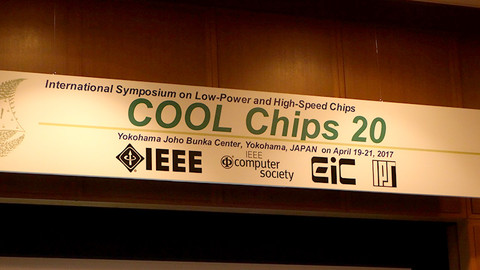 International Symposium on Low-Power and High-Speed Chips
COOL Chips 20
Yokohama Joho Bunka Center, Yokohama, JAPAN on April 19-21, 2017
IEEE IEEE computer society EiC IPSJ